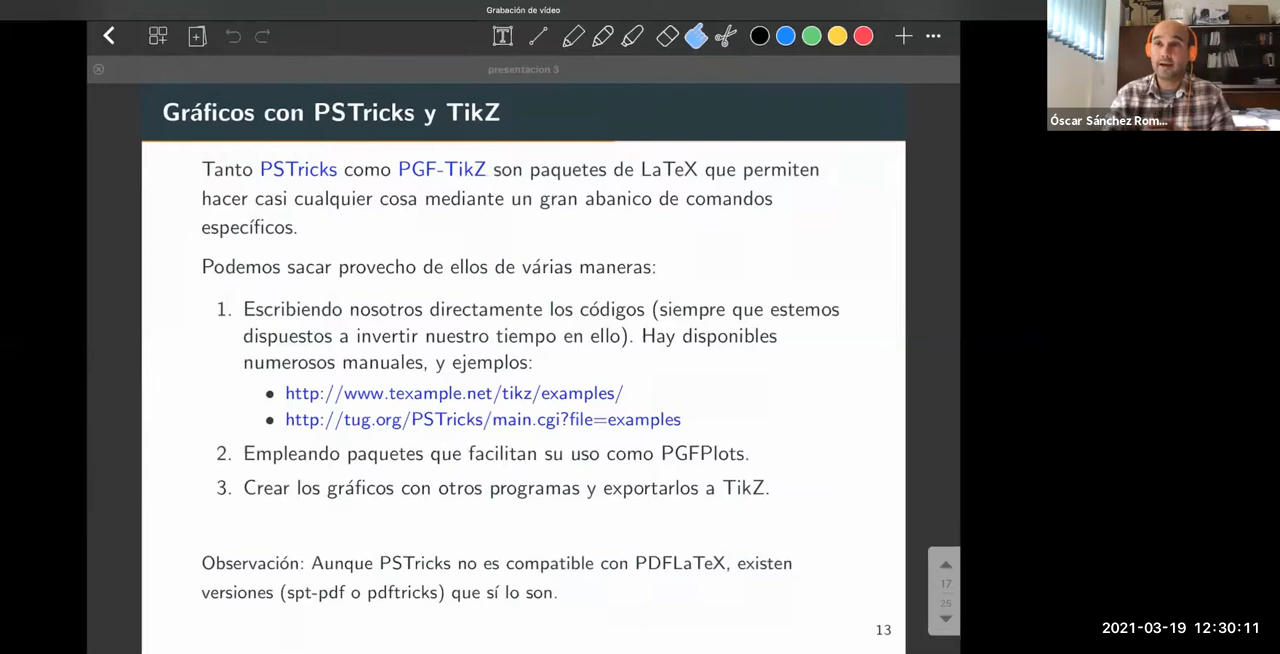 Grabación de vídeo
presentacion 3
Gráficos con PSTricks y TikZ
Tanto PSTricks como PGF-TikZ son paquetes de LaTeX que permiten
hacer casi cualquier cosa mediante un gran abanico de comandos
específicos.
Podemos sacar provecho de ellos de várias maneras:
1. Escribiendo nosotros directamente los códigos (siempre que estemos
dispuestos a invertir nuestro tiempo en ello). Hay disponibles
numerosos manuales, y ejemplos:
• http://www.texample.net/tikz/examples/
• http://tug.org/PSTricks/main.cgi?file=examples
2. Empleando paquetes que facilitan su uso como PGFPlots.
3. Crear los gráficos con otros programas y exportarlos a TikZ.
Observación: Aunque PSTricks no es compatible con PDFLaTeX, existen
versiones (spt-pdf o pdftricks) que sí lo son.
13
17
25
Óscar Sánchez Rom...
2021-03-19 12:30:11